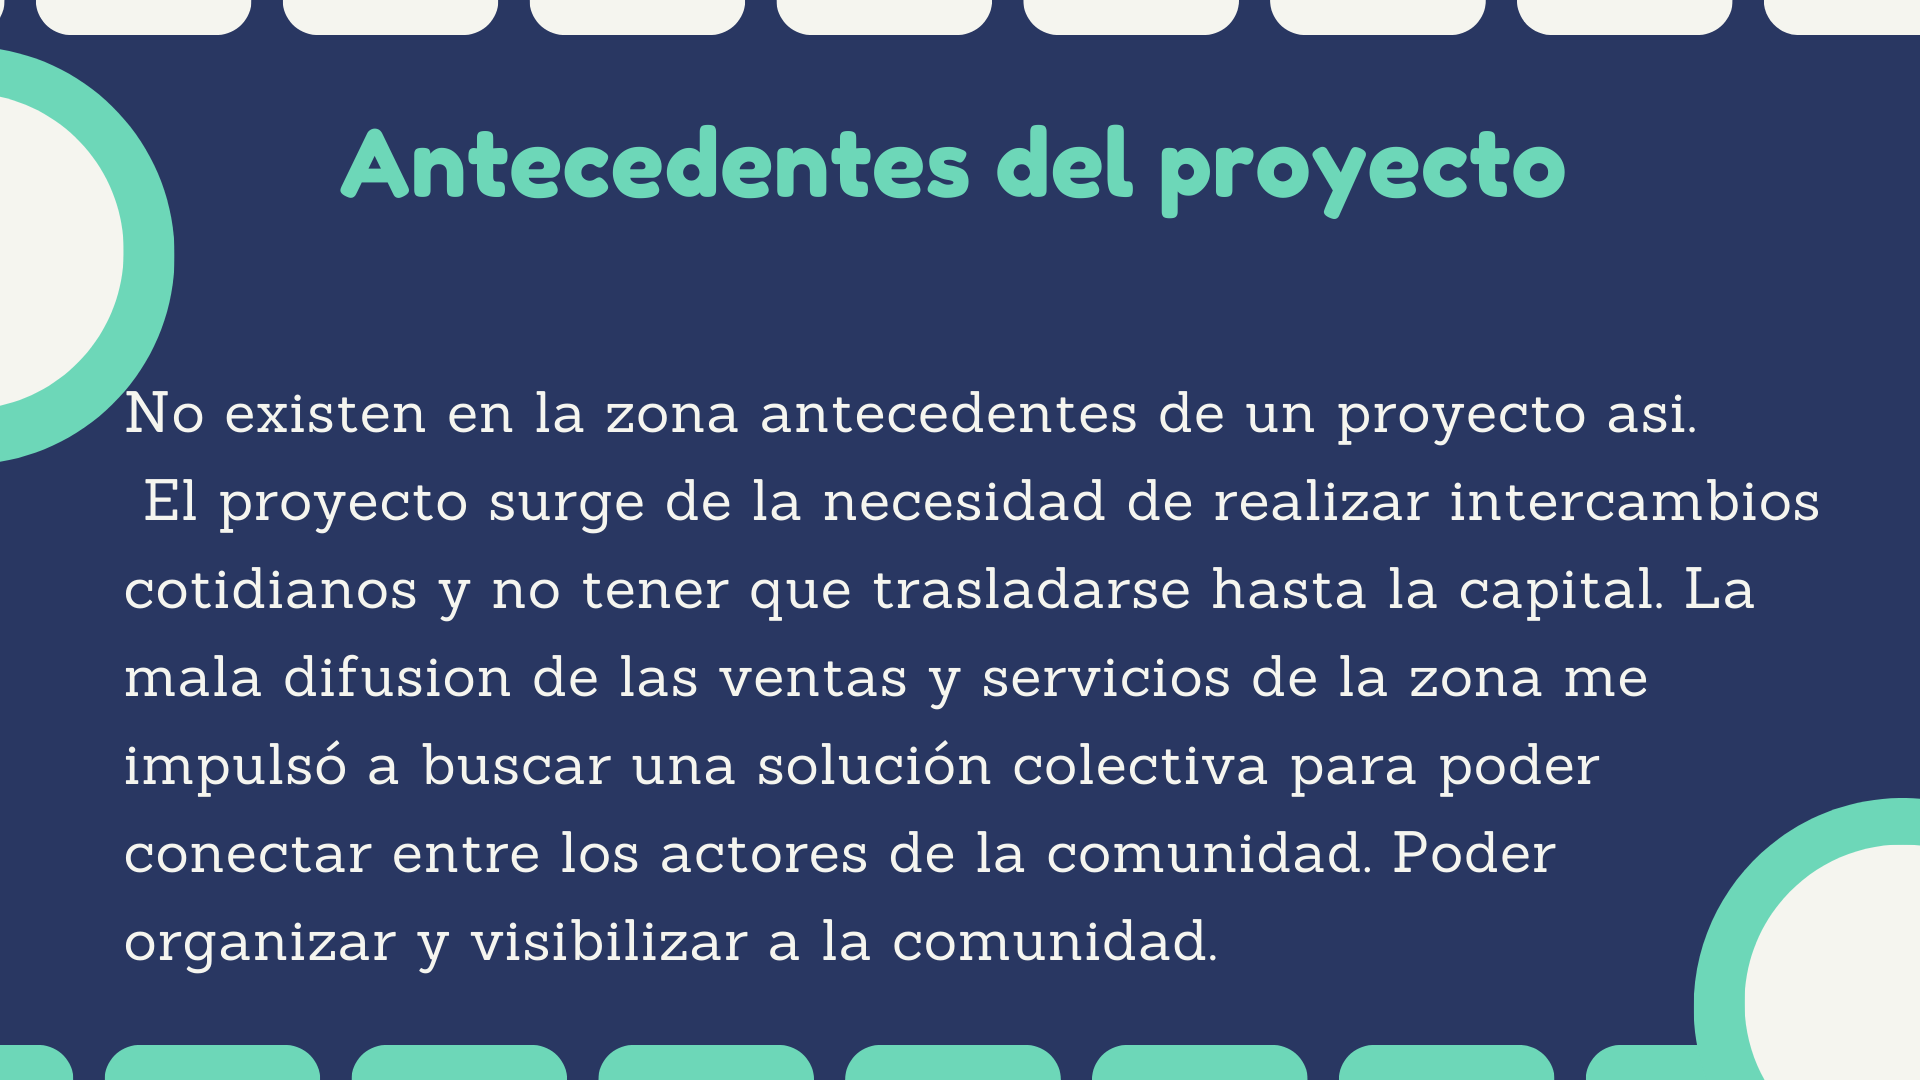 Antecedentes del proyecto
No existen en la zona antecedentes de un proyecto asi.
El proyecto surge de la necesidad de realizar intercambios
cotidianos y no tener que trasladarse hasta la capital. La
mala difusion de las ventas y servicios de la zona me
impulsó a buscar una solución colectiva para poder
conectar entre los actores de la comunidad. Poder
organizar y visibilizar a la comunidad.